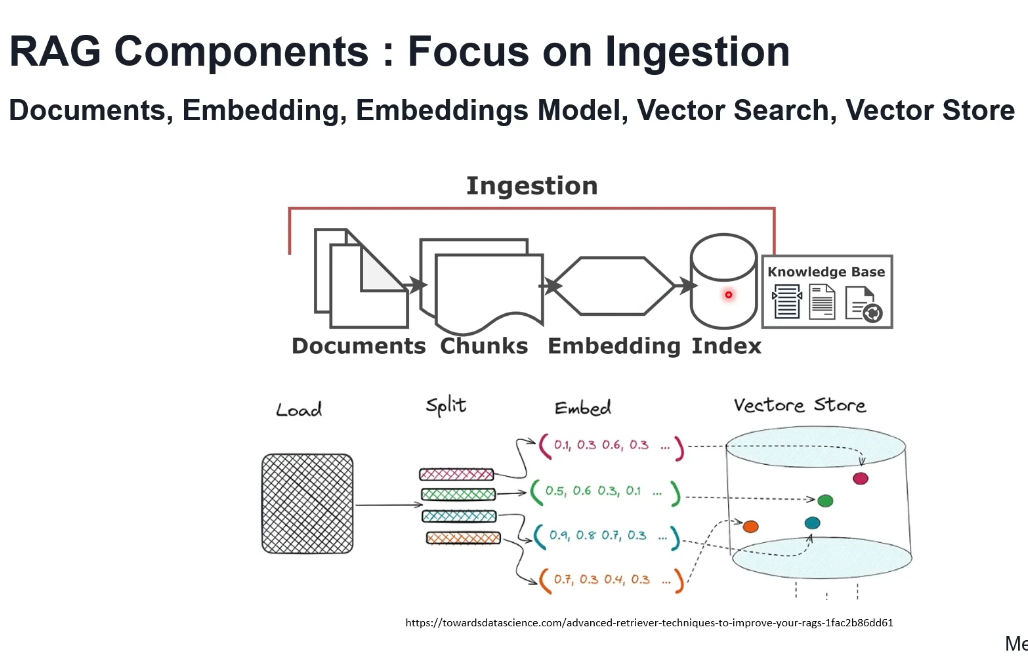 RAG Components : Focus on Ingestion
Documents, Embedding, Embeddings Model, Vector Search, Vector Store
Ingestion
Knowledge Base
Documents Chunks Embedding Index
Load Split Embed Vectore Store
(0.1, 0.3 0.6, 0.3 ...)
(0.5, 0.6 0.3, 0.1 ...)
(0.9, 0.8 0.7, 0.3 ...)
(0.7, 0.3 0.4, 0.3 ...)
https://towardsdatascience.com/advanced-retriever-techniques-to-improve-your-rags-1fac2b86dd61
Me